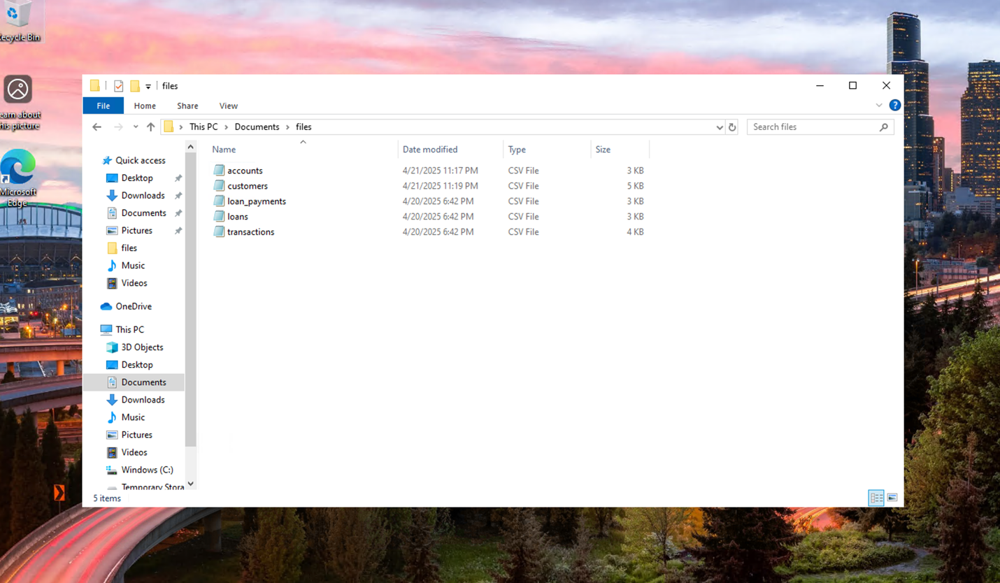 Recycle Bin
Learn about
this picture
Microsoft
Edge
files
File Home Share View
This PC > Documents > files
Search files
Name Date modified Type Size
accounts 4/21/2025 11:17 PM CSV File 3 KB
customers 4/21/2025 11:19 PM CSV File 5 KB
loan_payments 4/20/2025 6:42 PM CSV File 3 KB
loans 4/20/2025 6:42 PM CSV File 3 KB
transactions 4/20/2025 6:42 PM CSV File 4 KB
Quick access
Desktop
Downloads
Documents
Pictures
files
Music
Videos
OneDrive
This PC
3D Objects
Desktop
Documents
Downloads
Music
Pictures
Videos
Windows (C:)
Temporary Stora
5 items